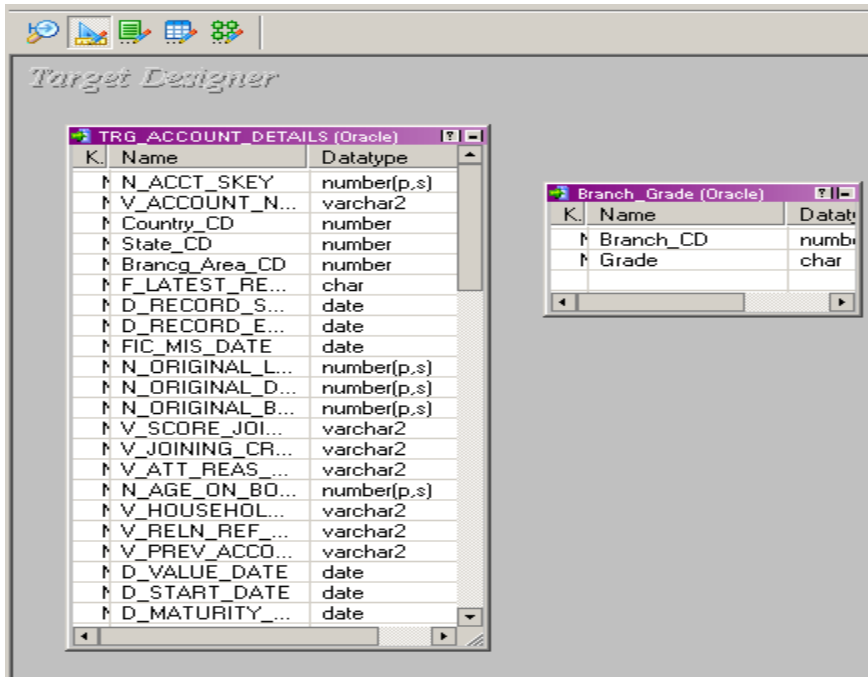 Target Designer
TRG_ACCOUNT_DETAILS (Oracle)
K. Name Datatype
N_ACCT_SKEY number(p,s)
V_ACCOUNT_N... varchar2
Country_CD number
State_CD number
Brancg_Area_CD number
F_LATEST_RE... char
D_RECORD_S... date
D_RECORD_E... date
FIC_MIS_DATE date
N_ORIGINAL_L... number(p,s)
N_ORIGINAL_D... number(p,s)
N_ORIGINAL_B... number(p,s)
V_SCORE_JOI... varchar2
V_JOINING_CR... varchar2
V_ATT_REAS_... varchar2
N_AGE_ON_BO... number(p,s)
V_HOUSEHOL... varchar2
V_RELN_REF_... varchar2
V_PREV_ACCO... varchar2
D_VALUE_DATE date
D_START_DATE date
D_MATURITY_... date
Branch_Grade (Oracle)
K. Name Dataty
Branch_CD numb
Grade char